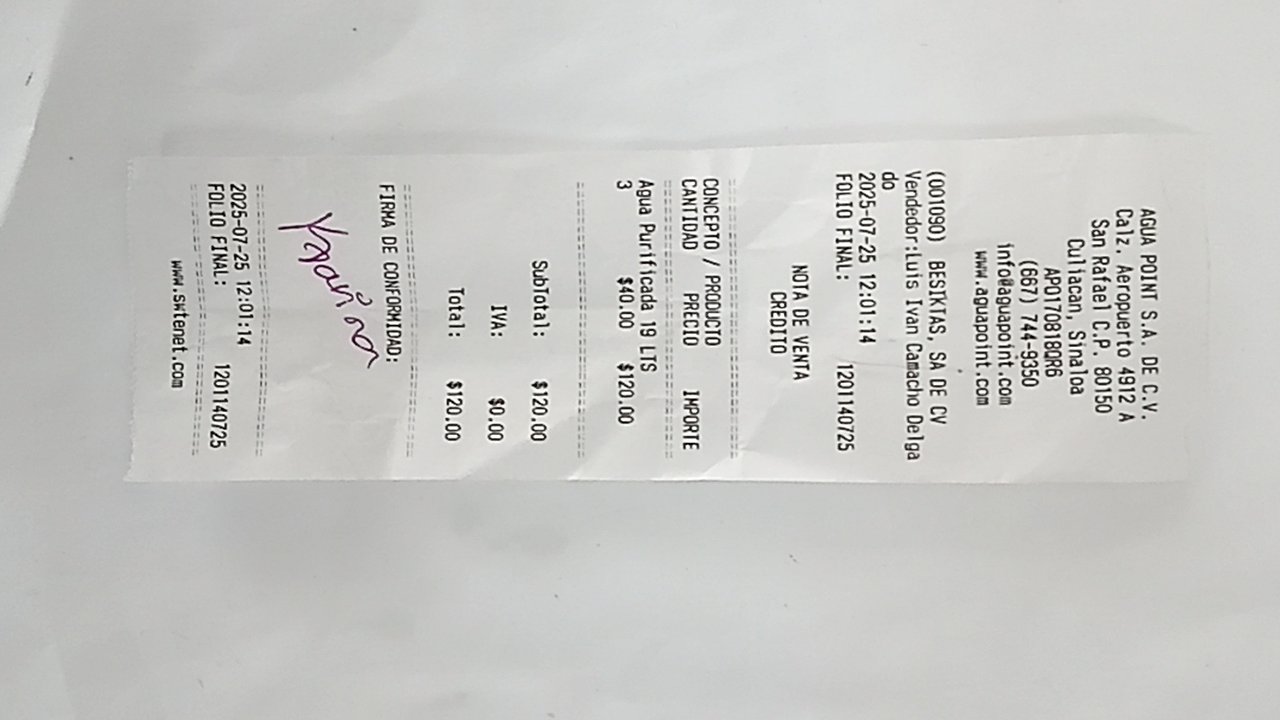 AGUA POINT S.A. DE C.V.
Calz. Aeropuerto 4912 A
San Rafael C.P. 80150
Culiacan, Sinaloa
APO170818QR6
(667) 744-9350
info@aguapoint.com
www.aguapoint.com
(001090) BESIKTAS, SA DE CV
Vendedor:Luis Ivan Camacho Delga
do
2025-07-25 12:01:14
FOLIO FINAL: 1201140725
NOTA DE VENTA
CREDITO
CONCEPTO / PRODUCTO
CANTIDAD PRECIO IMPORTE
Agua Purificada 19 LTS
3 $40.00 $120.00
SubTotal: $120.00
IVA: $0.00
Total: $120.00
FIRMA DE CONFORMIDAD:
2025-07-25 12:01:14
FOLIO FINAL: 1201140725
www.sktenet.com